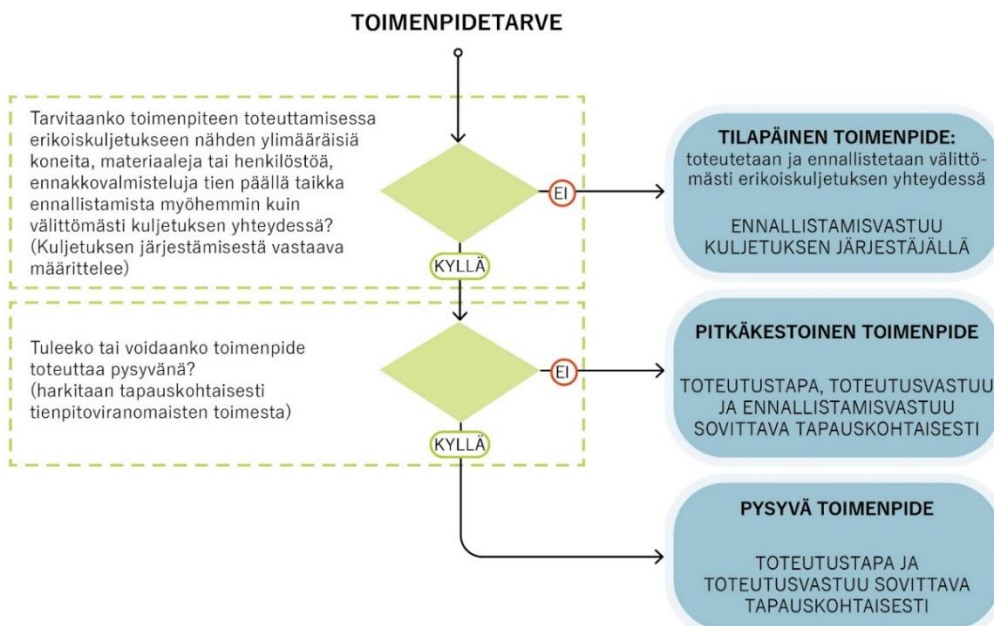 TOIMENPIDETARVE
Tarvitaanko toimenpiteen toteuttamisessa
erikoiskuljetukseen nähden ylimääräisiä
koneita, materiaaleja tai henkilöstöä,
ennakkovalmisteluja tien päällä taikka
ennallistamista myöhemmin kuin
välittömästi kuljetuksen yhteydessä?
(Kuljetuksen järjestämisestä vastaava
määrittelee)
EI
KYLLÄ
TILAPÄINEN TOIMENPIDE:
toteutetaan ja ennallistetaan välittö-
mästi erikoiskuljetuksen yhteydessä
ENNALLISTAMISVASTUU
KULJETUKSEN JÄRJESTÄJÄLLÄ
Tuleeko tai voidaanko toimenpide
toteuttaa pysyvänä?
(harkitaan tapauskohtaisesti
tienpitoviranomaisten toimesta)
EI
KYLLÄ
PITKÄKESTOINEN TOIMENPIDE
TOTEUTUSTAPA, TOTEUTUSVASTUU
JA ENNALLISTAMISVASTUU
SOVITTAVA TAPAUSKOHTAISESTI
PYSYVÄ TOIMENPIDE
TOTEUTUSTAPA JA
TOTEUTUSVASTUU SOVITTAVA
TAPAUSKOHTAISESTI